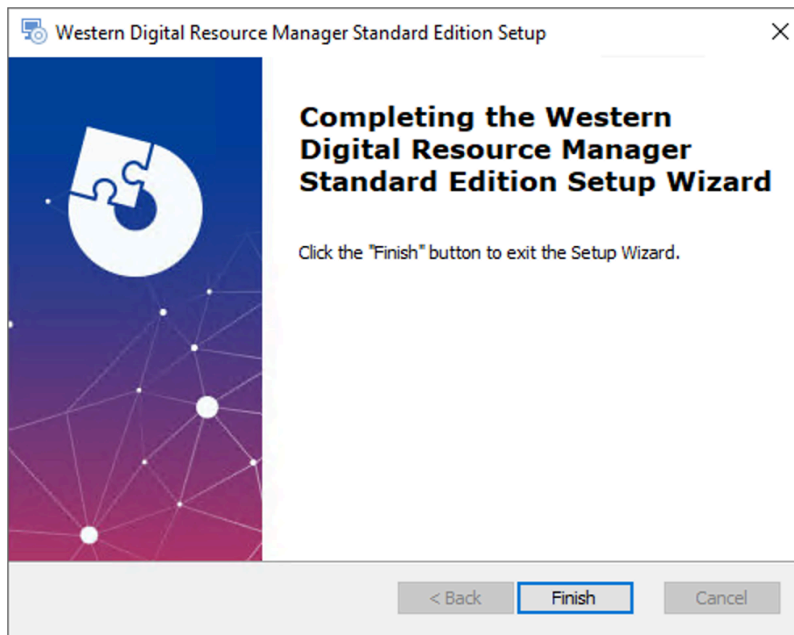 Western Digital Resource Manager Standard Edition Setup
Completing the Western
Digital Resource Manager
Standard Edition Setup Wizard
Click the "Finish" button to exit the Setup Wizard.
< Back Finish Cancel